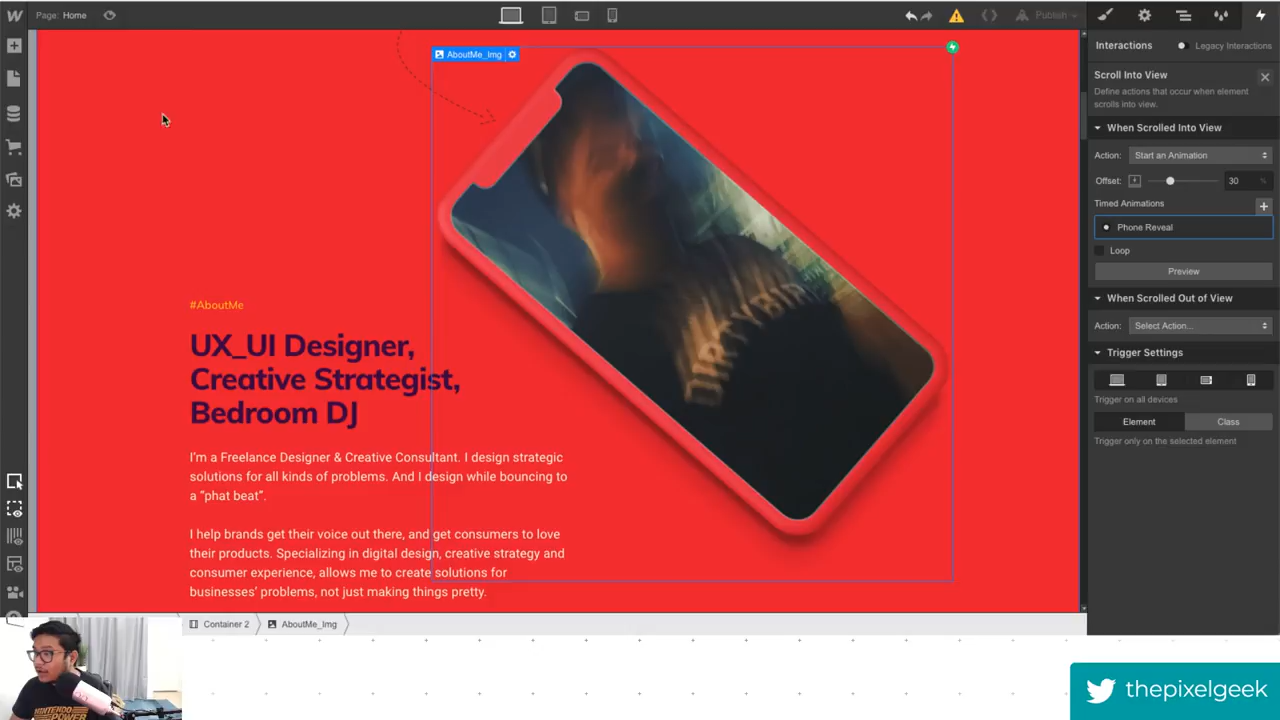 Page: Home
Publish
Interactions
Legacy Interactions
Scroll Into View
Define actions that occur when element
scrolls into view.
When Scrolled Into View
Action:
Start an Animation
Offset:
30
%
Timed Animations
Phone Reveal
Loop
Preview
When Scrolled Out of View
Action:
Select Action...
Trigger Settings
Trigger on all devices
Element
Class
Trigger only on the selected element
AboutMe_Img
DIRTYBIRD
#AboutMe
UX_UI Designer,
Creative Strategist,
Bedroom DJ
I'm a Freelance Designer & Creative Consultant. I design strategic
solutions for all kinds of problems. And I design while bouncing to
a “phat beat”.
I help brands get their voice out there, and get consumers to love
their products. Specializing in digital design, creative strategy and
consumer experience, allows me to create solutions for
businesses’ problems, not just making things pretty.
Container 2
AboutMe_Img
NINTENDO
POWER
thepixelgeek